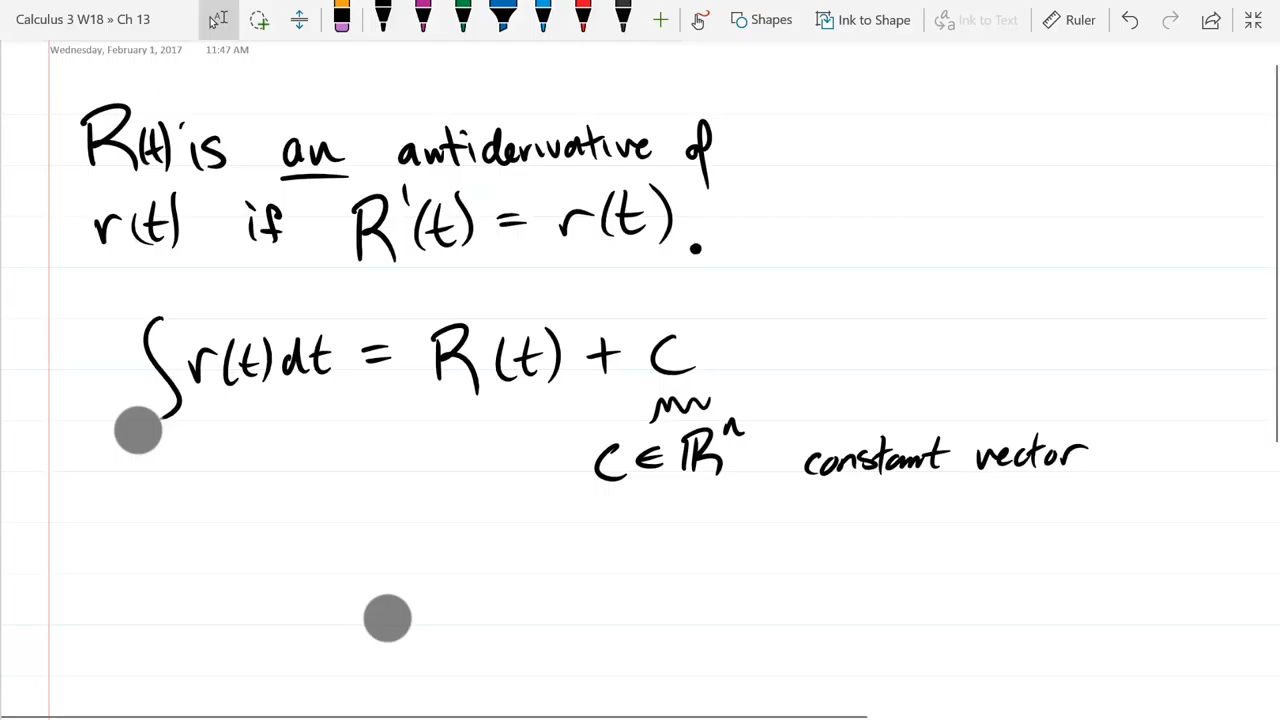 Calculus 3 W18 » Ch 13
Shapes
Ink to Shape
Ink to Text
Ruler
Wednesday, February 1, 2017 11:47 AM
R(t) is an antiderivative of
r(t) if R'(t) = r(t).
∫r(t)dt = R(t) + C
C ∈ ℝⁿ constant vector